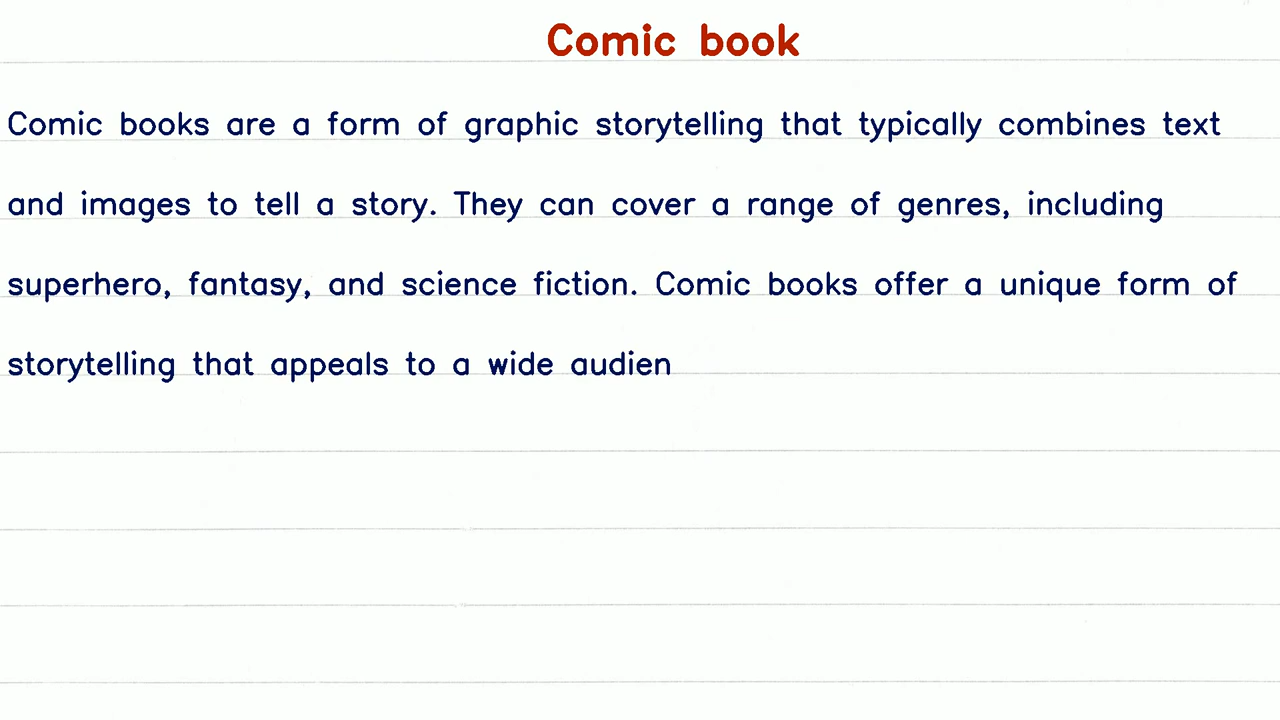 Comic book
Comic books are a form of graphic storytelling that typically combines text
and images to tell a story. They can cover a range of genres, including
superhero, fantasy, and science fiction. Comic books offer a unique form of
storytelling that appeals to a wide audien